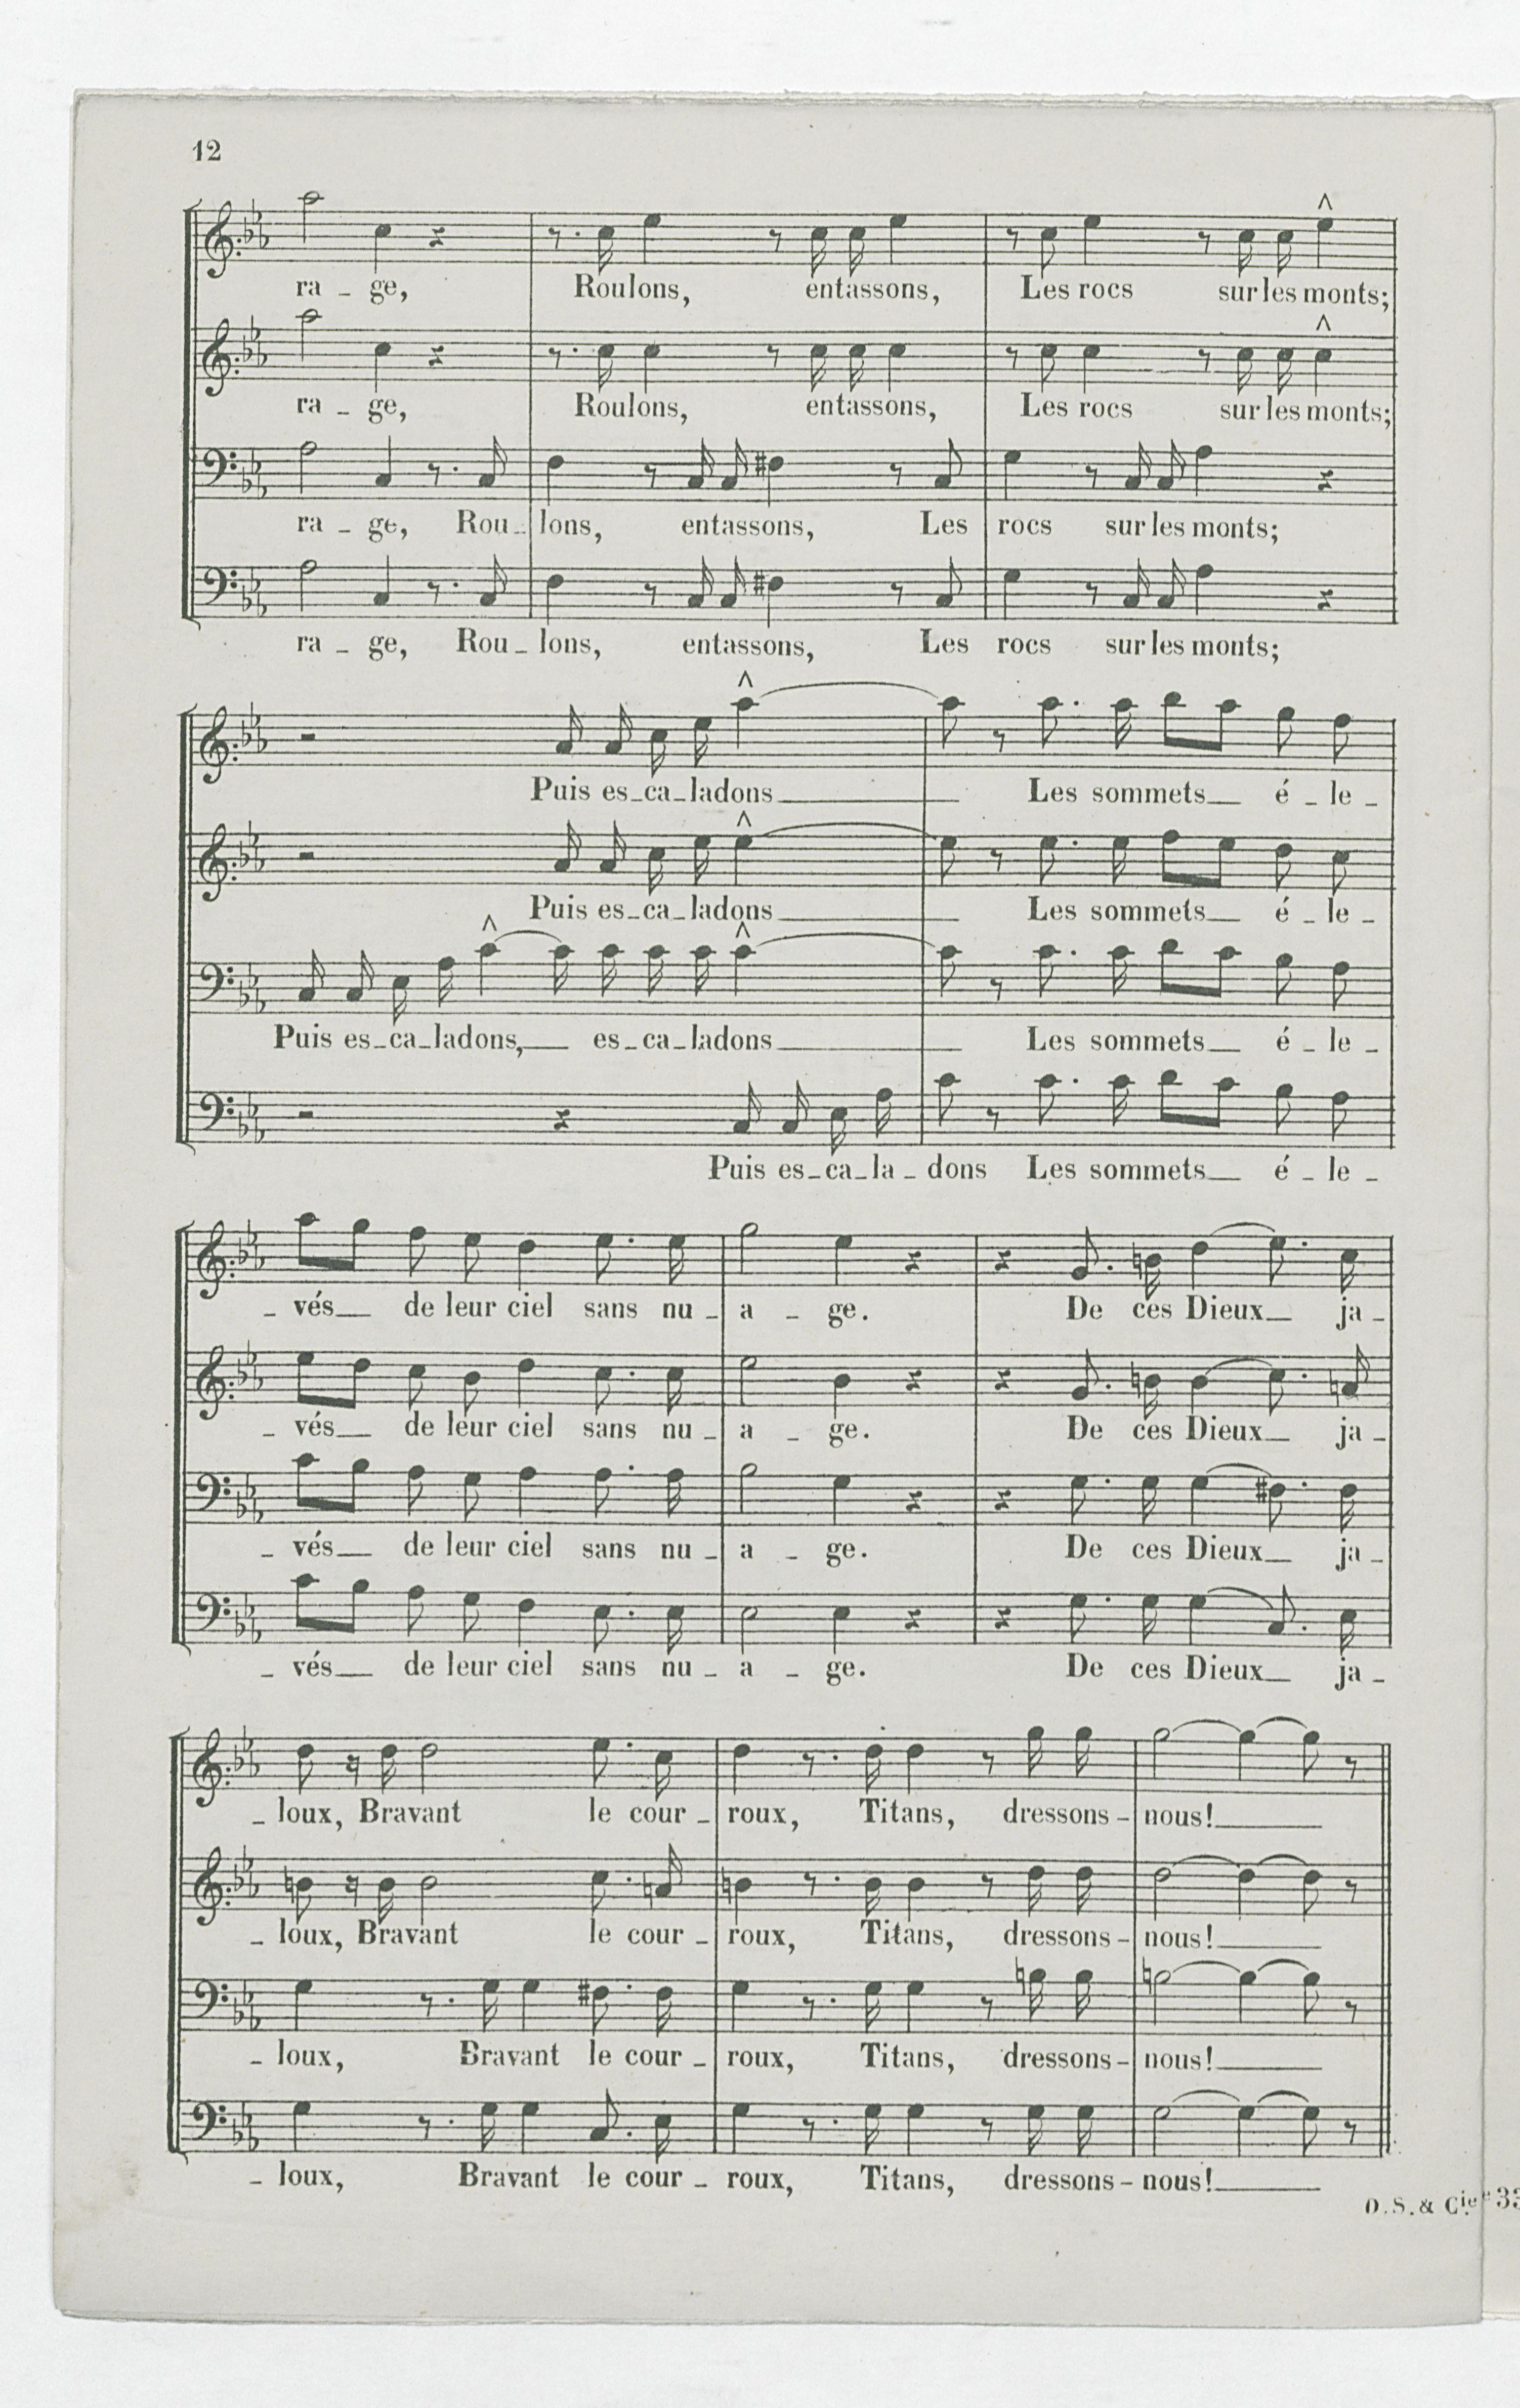 12
ra - ge, Roulons, entassons, Les rocs sur les monts;
ra - ge, Roulons, entassons, Les rocs sur les monts;
ra - ge, Rou - lons, entassons, Les rocs sur les monts;
ra - ge, Rou - lons, entassons, Les rocs sur les monts;
Puis es - ca - ladons Les sommets é - le -
Puis es - ca - ladons Les sommets é - le -
Puis es - ca - ladons, es - ca - ladons Les sommets é - le -
Puis es - ca - la - dons Les sommets é - le -
- vés de leur ciel sans nu - a - ge. De ces Dieux ja -
- vés de leur ciel sans nu - a - ge. De ces Dieux ja -
- vés de leur ciel sans nu - a - ge. De ces Dieux ja -
- vés de leur ciel sans nu - a - ge. De ces Dieux ja -
- loux, Bravant le cour - roux, Titans, dressons - nous!
- loux, Bravant le cour - roux, Titans, dressons - nous!
- loux, Bravant le cour - roux, Titans, dressons - nous!
- loux, Bravant le cour - roux, Titans, dressons - nous!
D.S. & Cie